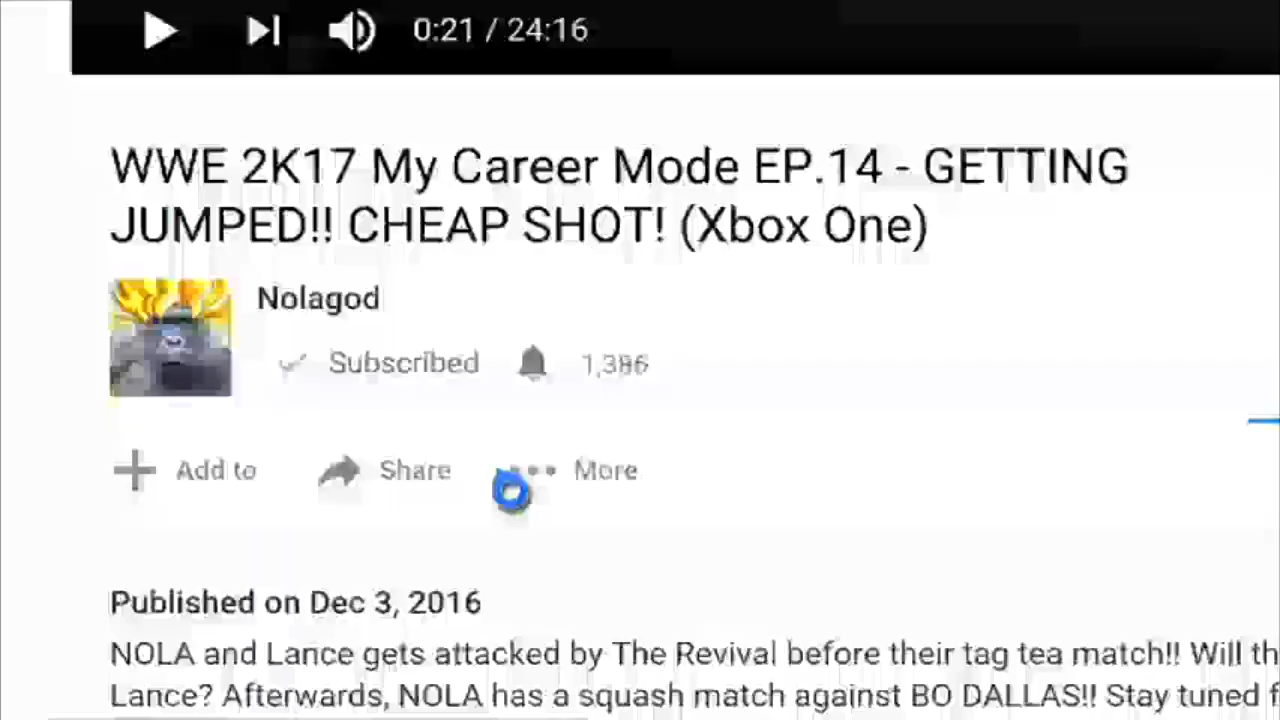 0:21 / 24:16
WWE 2K17 My Career Mode EP.14 - GETTING
JUMPED!! CHEAP SHOT! (Xbox One)
Nolagod
Subscribed 1,386
Add to Share More
Published on Dec 3, 2016
NOLA and Lance gets attacked by The Revival before their tag tea match!! Will th
Lance? Afterwards, NOLA has a squash match against BO DALLAS!! Stay tuned f